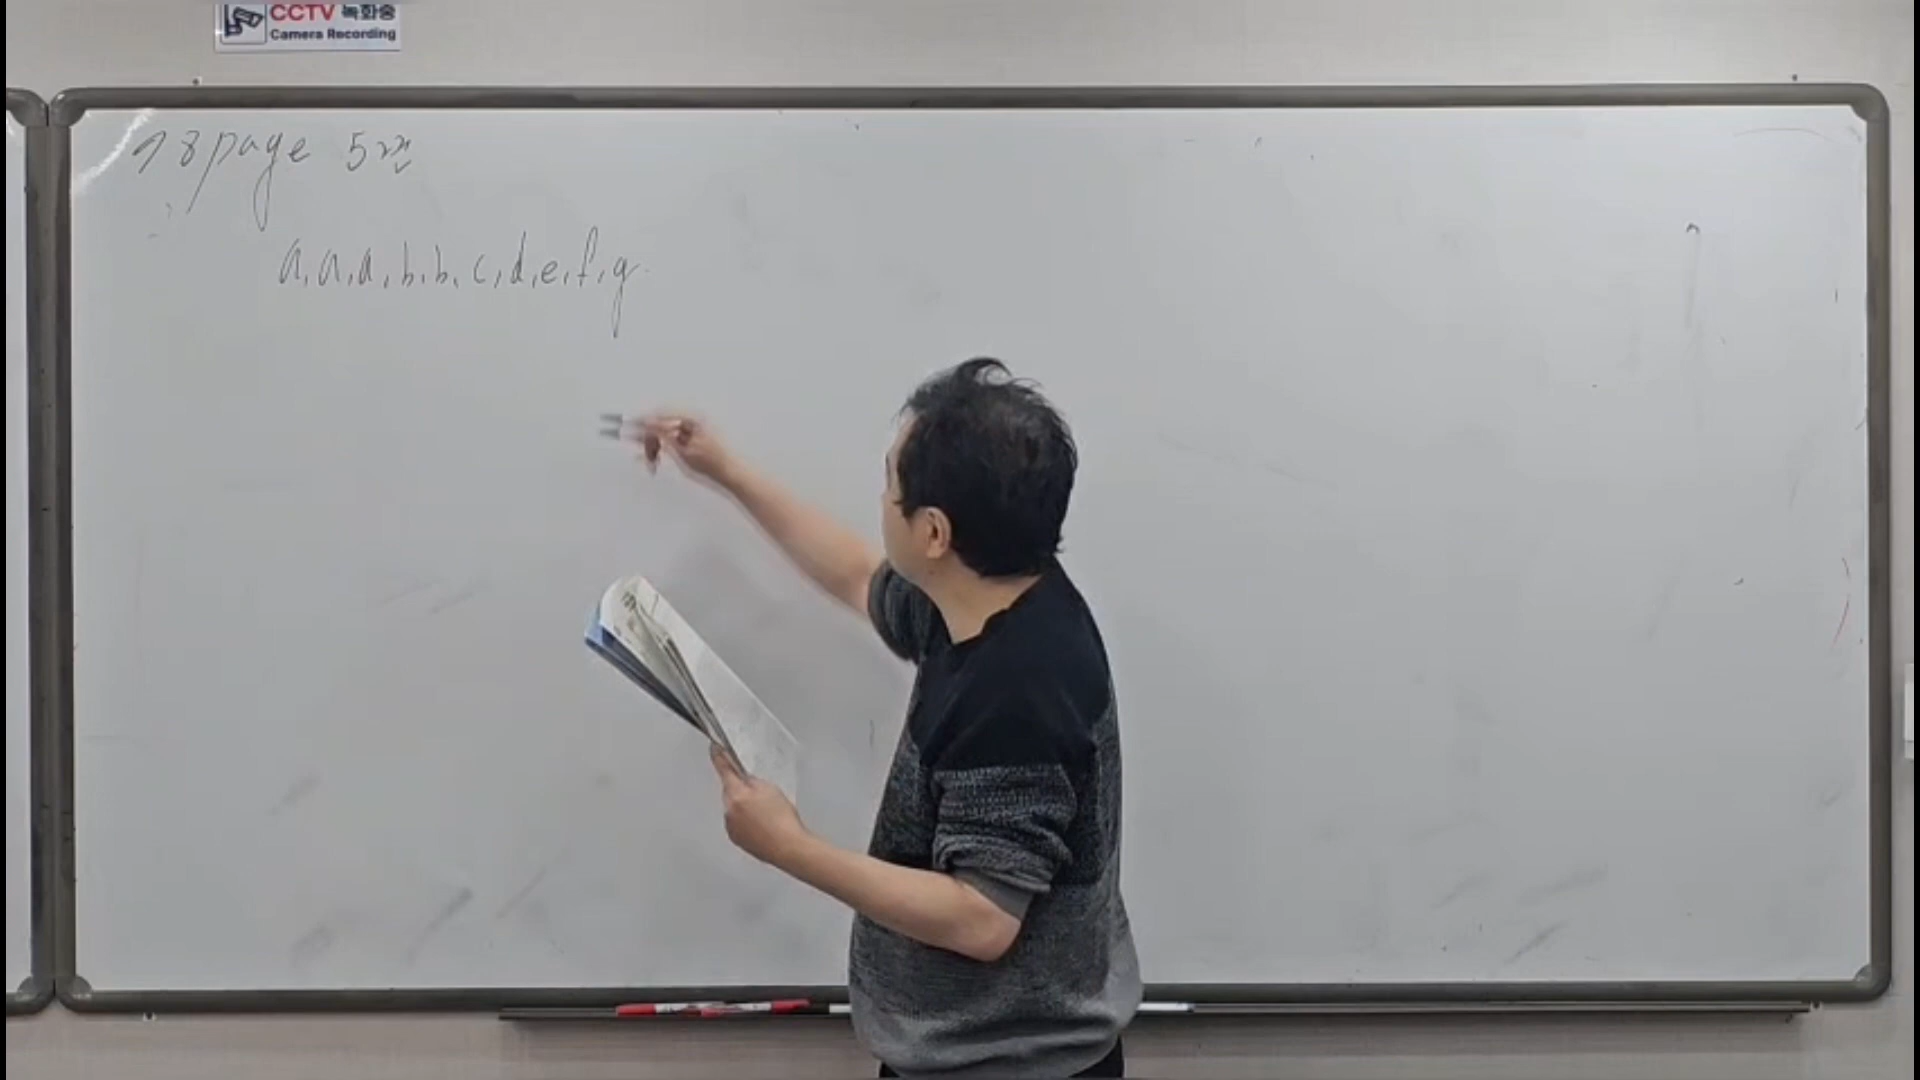 CCTV 녹화중
Camera Recording
78page 5번
a, a, a, b, b, c, d, e, f, g.